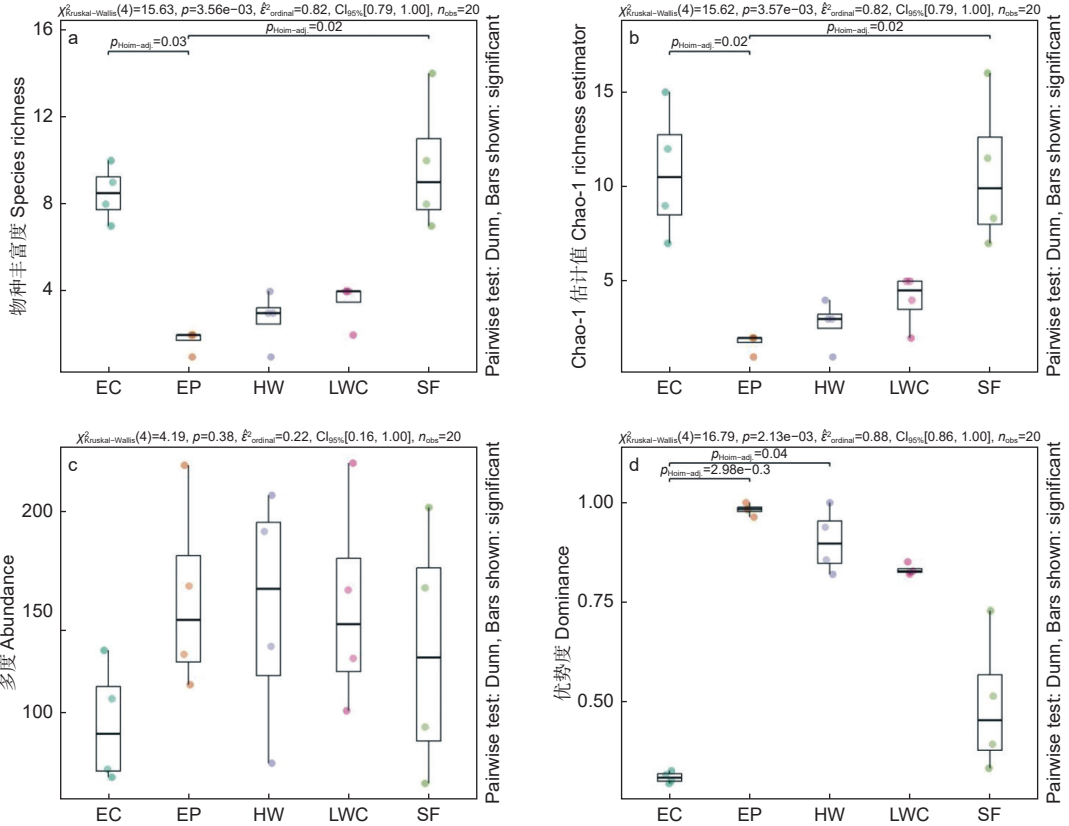 χ²Kruskal−Wallis(4)=15.63, p=3.56e−03, ε̂²ordinal=0.82, CI95%[0.79, 1.00], nobs=20
a
pHoim−adj.=0.02
pHoim−adj.=0.03
物种丰富度 Species richness
16
12
8
4
EC EP HW LWC SF
Pairwise test: Dunn, Bars shown: significant
χ²Kruskal−Wallis(4)=15.62, p=3.57e−03, ε̂²ordinal=0.82, CI95%[0.79, 1.00], nobs=20
b
pHoim−adj.=0.02
pHoim−adj.=0.02
Chao-1 估计值 Chao-1 richness estimator
15
10
5
EC EP HW LWC SF
Pairwise test: Dunn, Bars shown: significant
χ²Kruskal−Wallis(4)=4.19, p=0.38, ε̂²ordinal=0.22, CI95%[0.16, 1.00], nobs=20
c
多度 Abundance
200
150
100
EC EP HW LWC SF
Pairwise test: Dunn, Bars shown: significant
χ²Kruskal−Wallis(4)=16.79, p=2.13e−03, ε̂²ordinal=0.88, CI95%[0.86, 1.00], nobs=20
d
pHoim−adj.=0.04
pHoim−adj.=2.98e−0.3
优势度 Dominance
1.00
0.75
0.50
EC EP HW LWC SF
Pairwise test: Dunn, Bars shown: significant